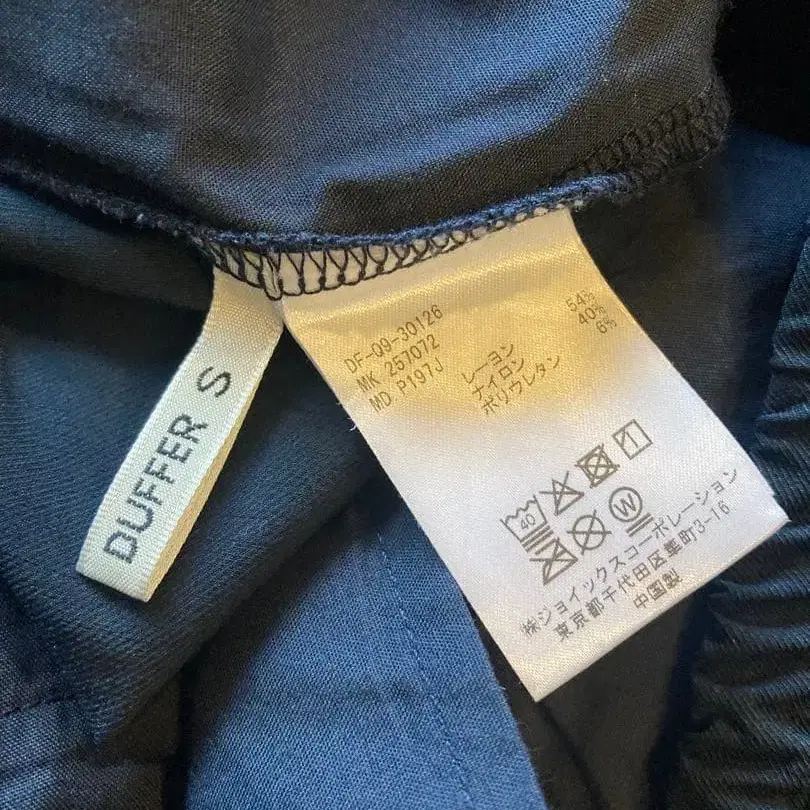 DUFFER S
DF-Q9-30126
MK 257072
MD P197J
レーヨン 54%
ナイロン 40%
ポリウレタン 6%
40
W
㈱ジョイックスコーポレーション
東京都千代田区麹町3-16
中国製